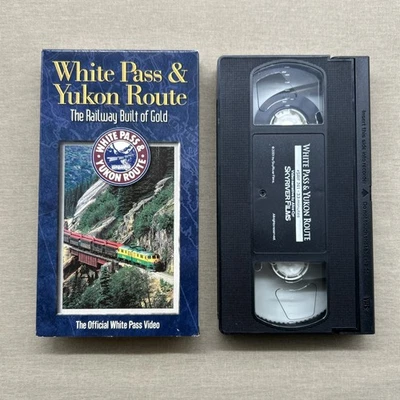 White Pass &
Yukon Route
The Railway Built of Gold
WHITE PASS &
YUKON ROUTE
The Official White Pass Video
WHITE PASS & YUKON ROUTE
SKYRIVER FILMS